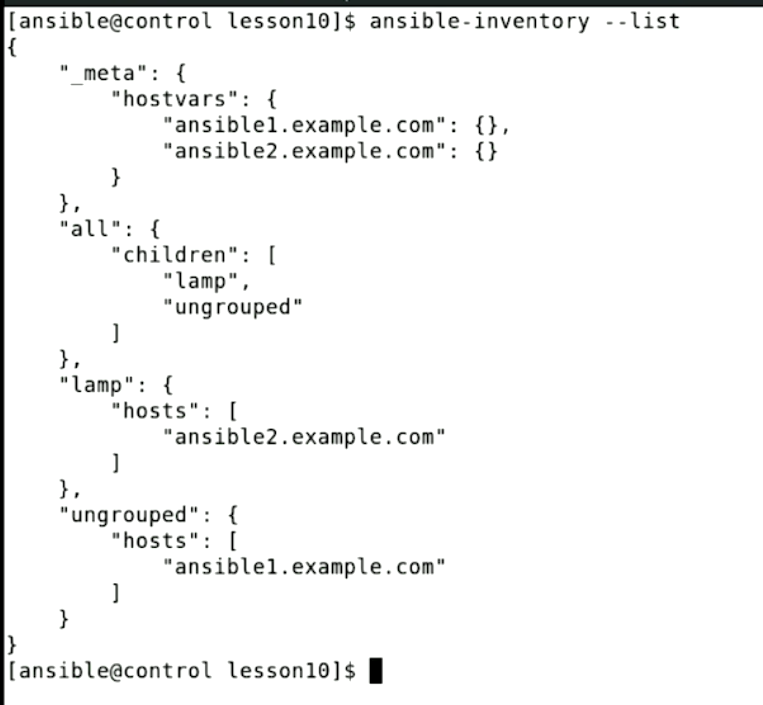 [ansible@control lesson10]$ ansible-inventory --list
{
    "_meta": {
        "hostvars": {
            "ansible1.example.com": {},
            "ansible2.example.com": {}
        }
    },
    "all": {
        "children": [
            "lamp",
            "ungrouped"
        ]
    },
    "lamp": {
        "hosts": [
            "ansible2.example.com"
        ]
    },
    "ungrouped": {
        "hosts": [
            "ansible1.example.com"
        ]
    }
}
[ansible@control lesson10]$